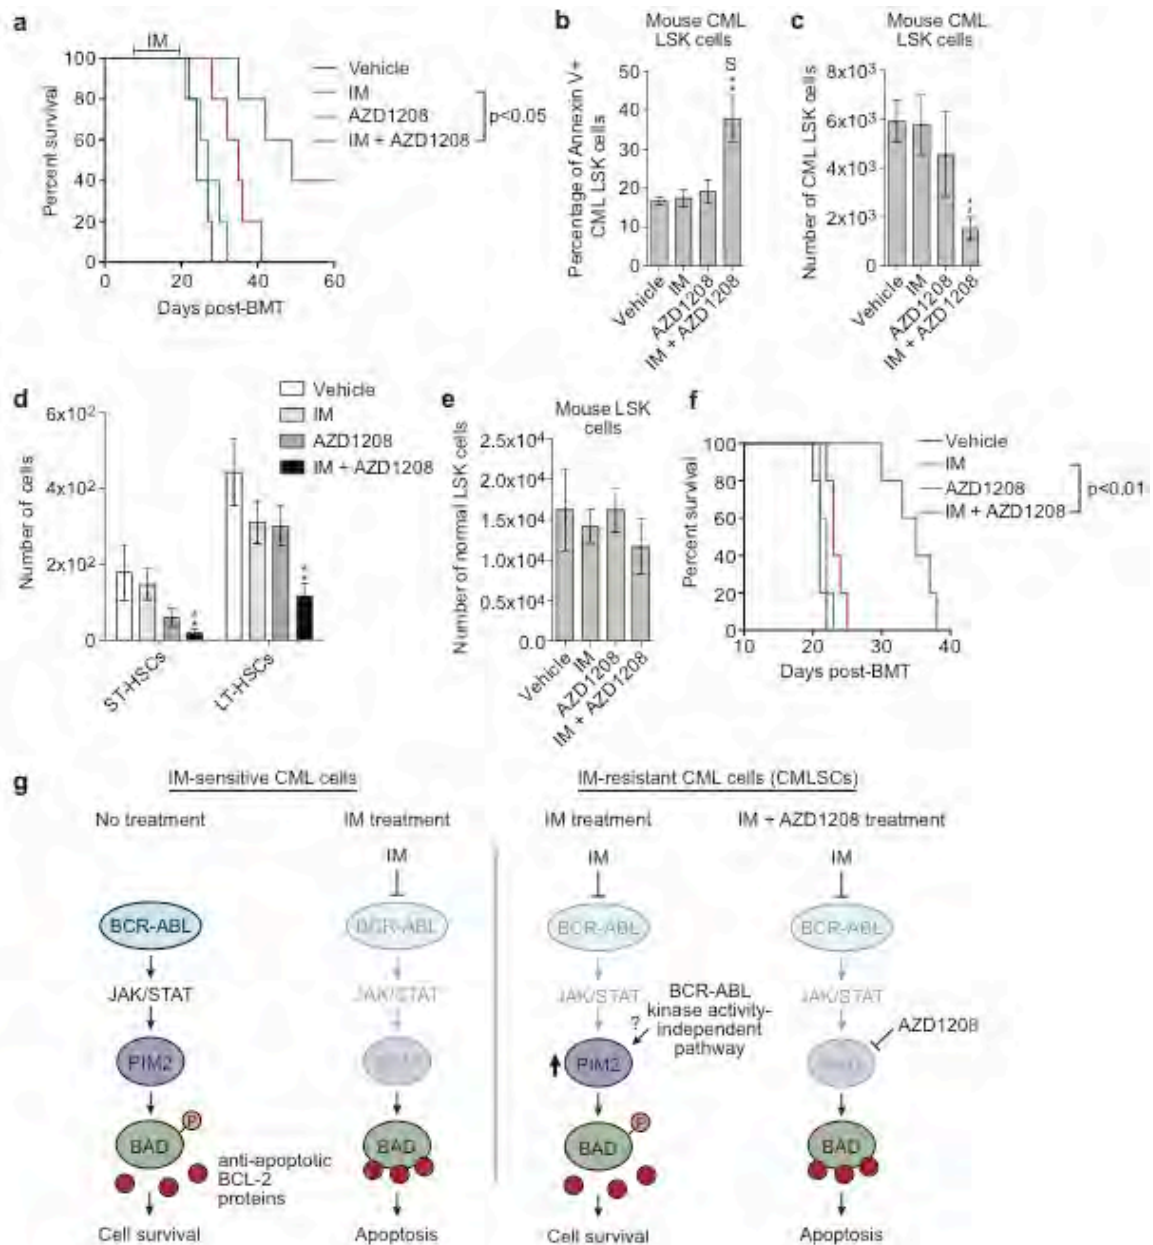 a
IM
100
80
60
40
20
0
0
20
40
60
Percent survival
Days post-BMT
Vehicle
IM
AZD1208
IM + AZD1208
p<0.05
b
Mouse CML
LSK cells
Percentage of Annexin V+
CML LSK cells
50
40
30
20
10
0
S
**
Vehicle
IM
AZD1208
IM + AZD1208
c
Mouse CML
LSK cells
Number of CML LSK cells
8x10³
6x10³
4x10³
2x10³
0
Vehicle
IM
AZD1208
IM + AZD1208
d
Number of cells
6x10²
4x10²
2x10²
0
Vehicle
IM
AZD1208
IM + AZD1208
ST-HSCs
LT-HSCs
e
Mouse LSK
cells
Number of normal LSK cells
2.5x10⁴
2.0x10⁴
1.5x10⁴
1.0x10⁴
0.5x10⁴
0.0
Vehicle
IM
AZD1208
IM + AZD1208
f
Percent survival
100
80
60
40
20
0
10
20
30
40
Days post-BMT
Vehicle
IM
AZD1208
IM + AZD1208
p<0.01
g
IM-sensitive CML cells
IM-resistant CML cells (CMLSCs)
No treatment
IM treatment
IM treatment
IM + AZD1208 treatment
IM
IM
IM
BCR-ABL
BCR-ABL
BCR-ABL
BCR-ABL
JAK/STAT
JAK/STAT
JAK/STAT
JAK/STAT
?
BCR-ABL
kinase activity-
independent
pathway
AZD1208
PIM2
PIM2
P
P
BAD
BAD
BAD
BAD
anti-apoptotic
BCL-2
proteins
Cell survival
Apoptosis
Cell survival
Apoptosis